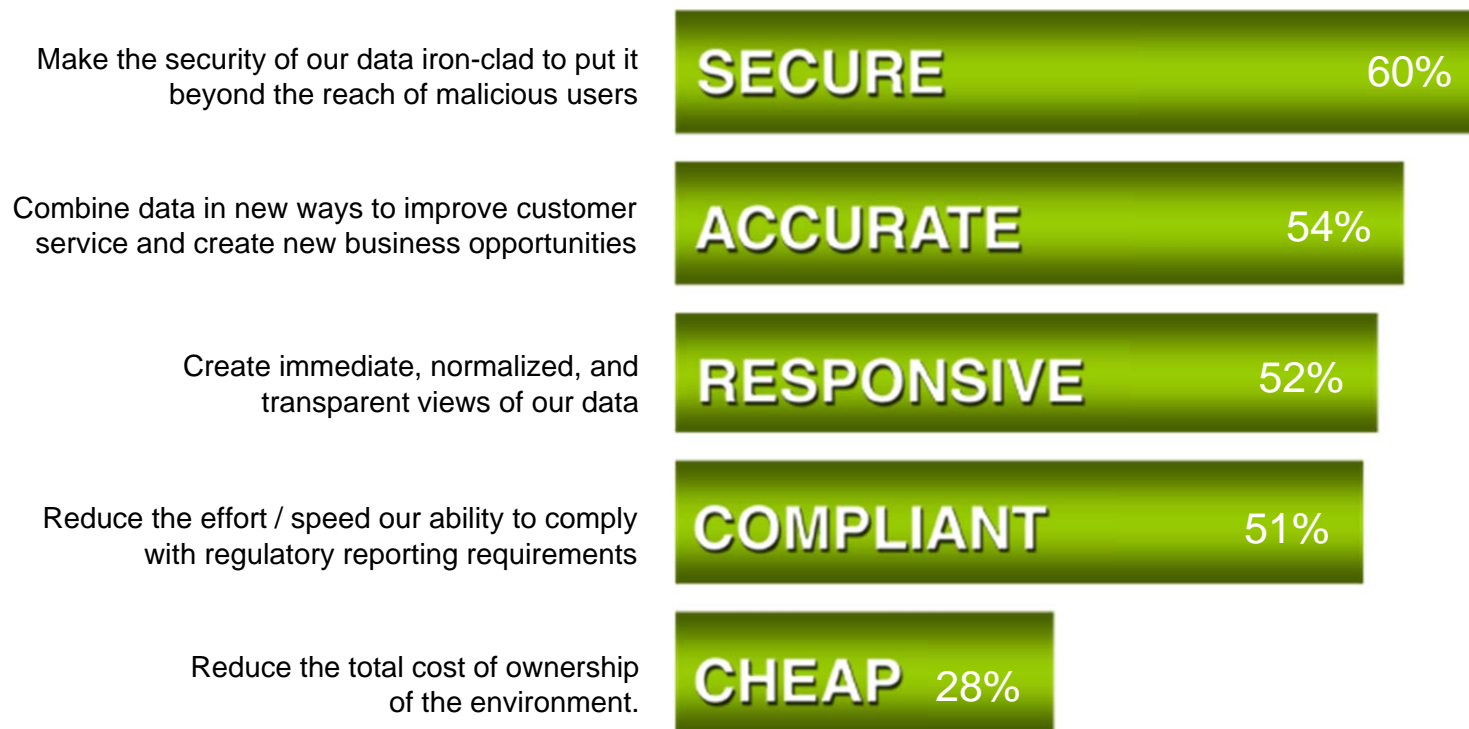 Make the security of our data iron-clad to put it
beyond the reach of malicious users
SECURE 60%
Combine data in new ways to improve customer
service and create new business opportunities
ACCURATE 54%
Create immediate, normalized, and
transparent views of our data
RESPONSIVE 52%
Reduce the effort / speed our ability to comply
with regulatory reporting requirements
COMPLIANT 51%
Reduce the total cost of ownership
of the environment.
CHEAP 28%